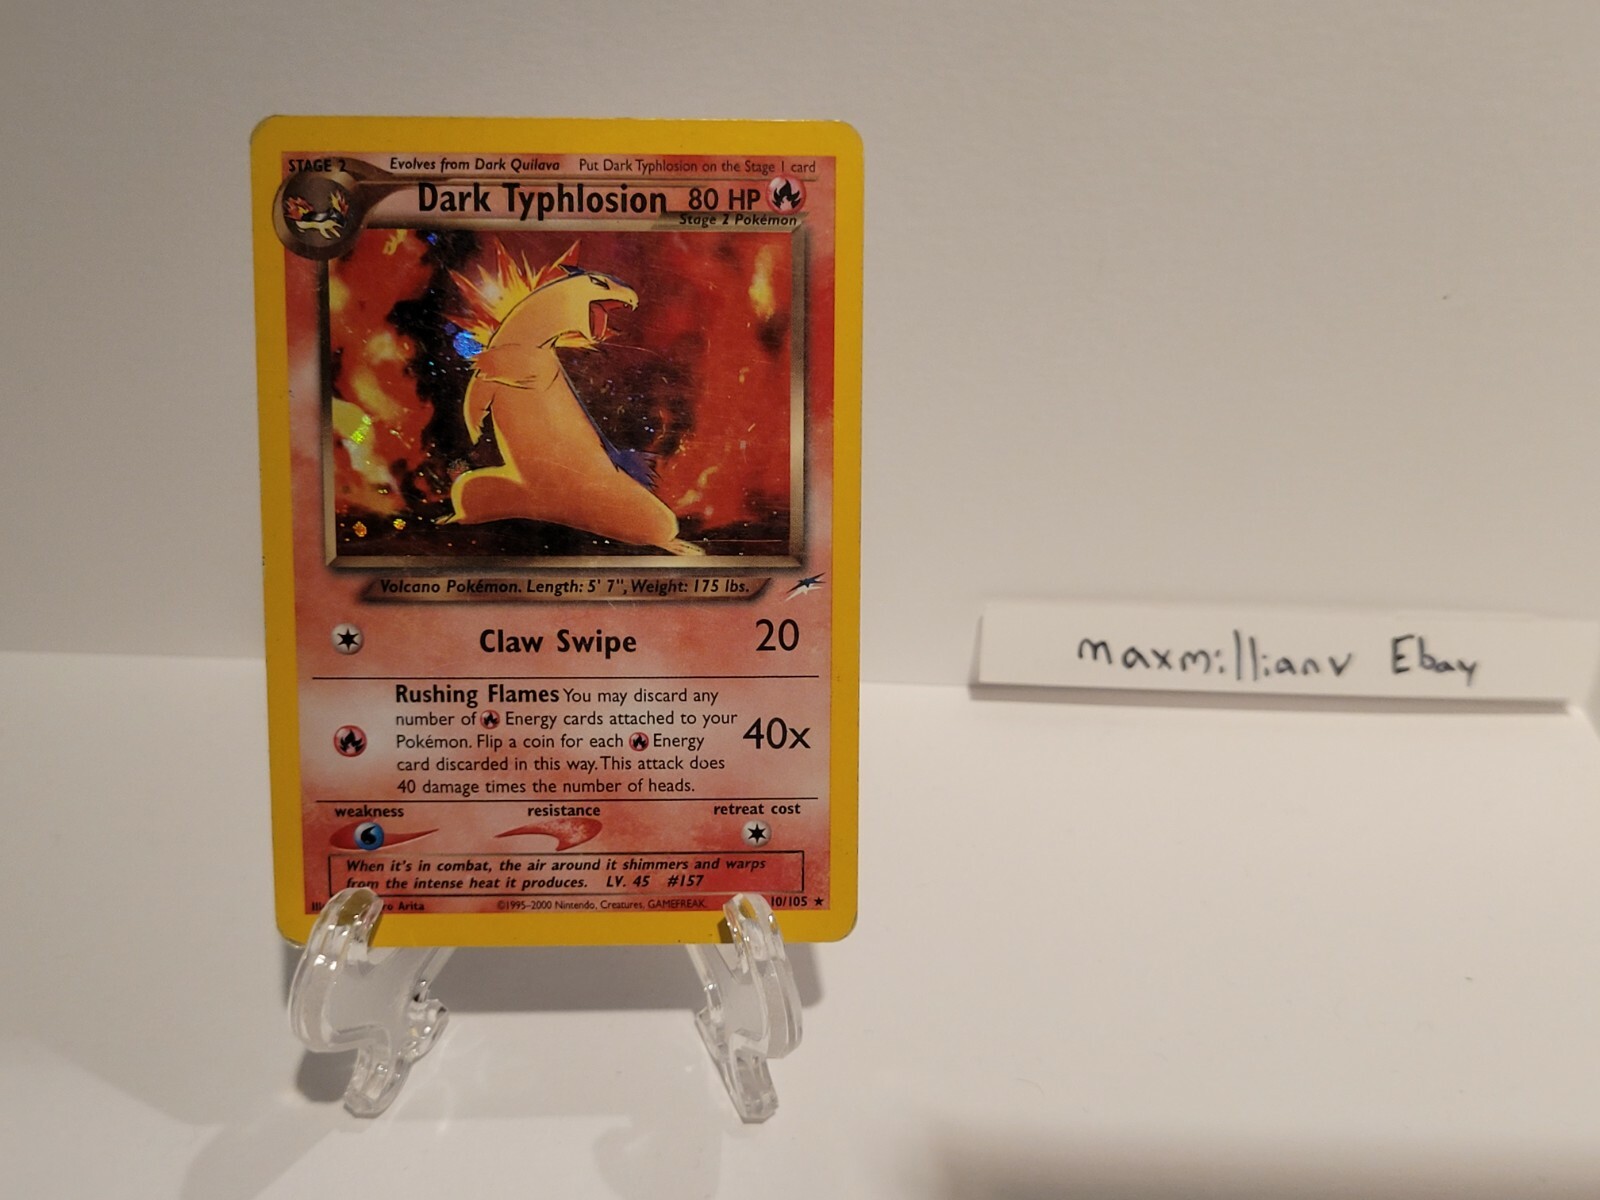 STAGE 2 Evolves from Dark Quilava Put Dark Typhlosion on the Stage 1 card
Dark Typhlosion 80 HP
Stage 2 Pokémon
Volcano Pokémon. Length: 5' 7", Weight: 175 lbs.
Claw Swipe 20
Rushing Flames You may discard any
number of Energy cards attached to your
Pokémon. Flip a coin for each Energy
card discarded in this way. This attack does
40 damage times the number of heads.
40x
weakness resistance retreat cost
When it's in combat, the air around it shimmers and warps
from the intense heat it produces. LV. 45 #157
Arita ©1995-2000 Nintendo, Creatures, GAMEFREAK. 10/105
maxmillianv Ebay